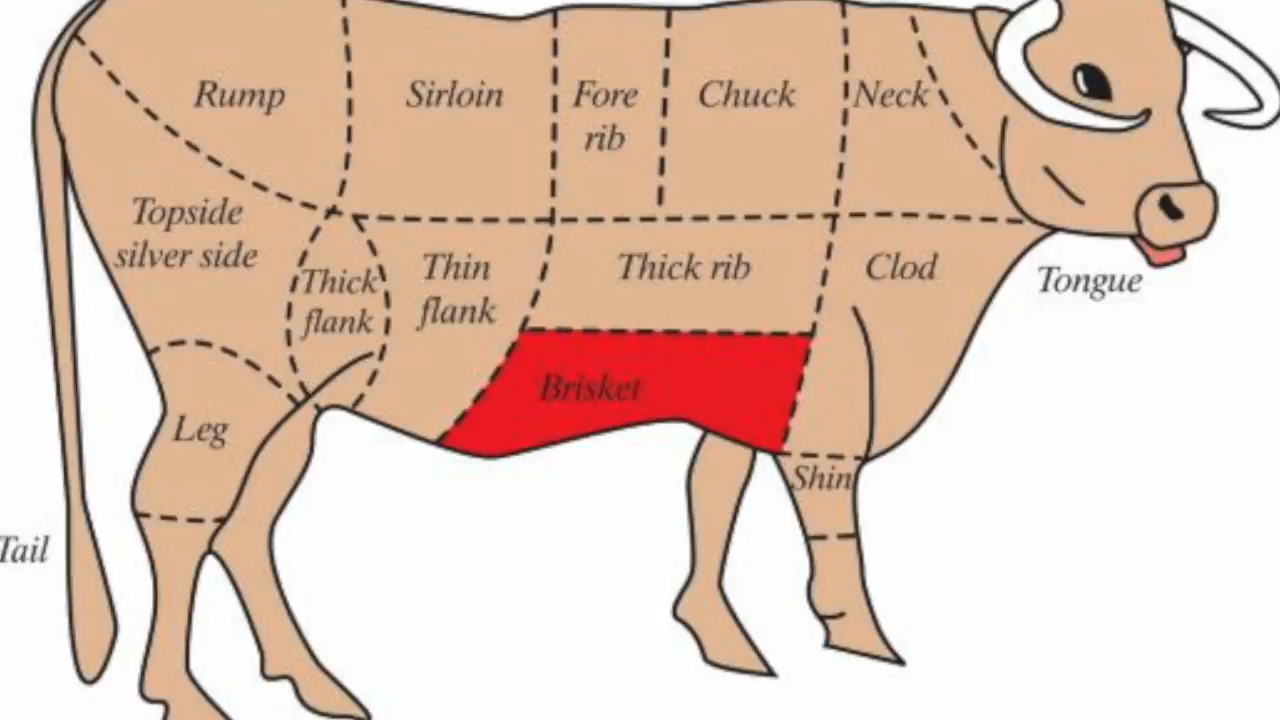 Rump
Sirloin
Fore
rib
Chuck
Neck
Topside
silver side
Thick
flank
Thin
flank
Thick rib
Clod
Tongue
Brisket
Leg
Shin
Tail